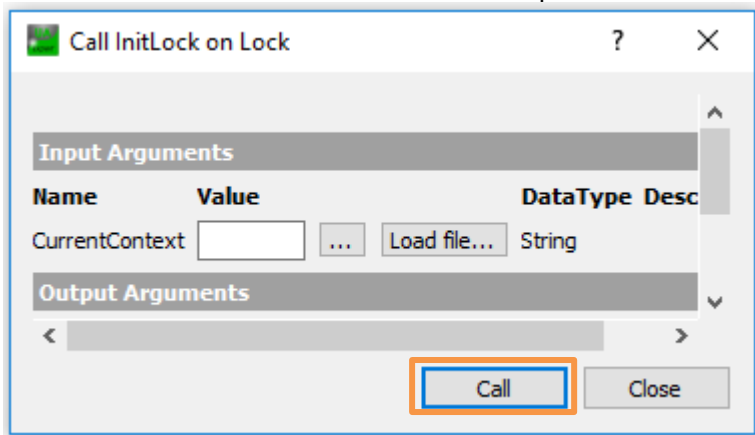 Call InitLock on Lock ?
Input Arguments
Name Value DataType Desc
CurrentContext ... Load file... String
Output Arguments
Call Close